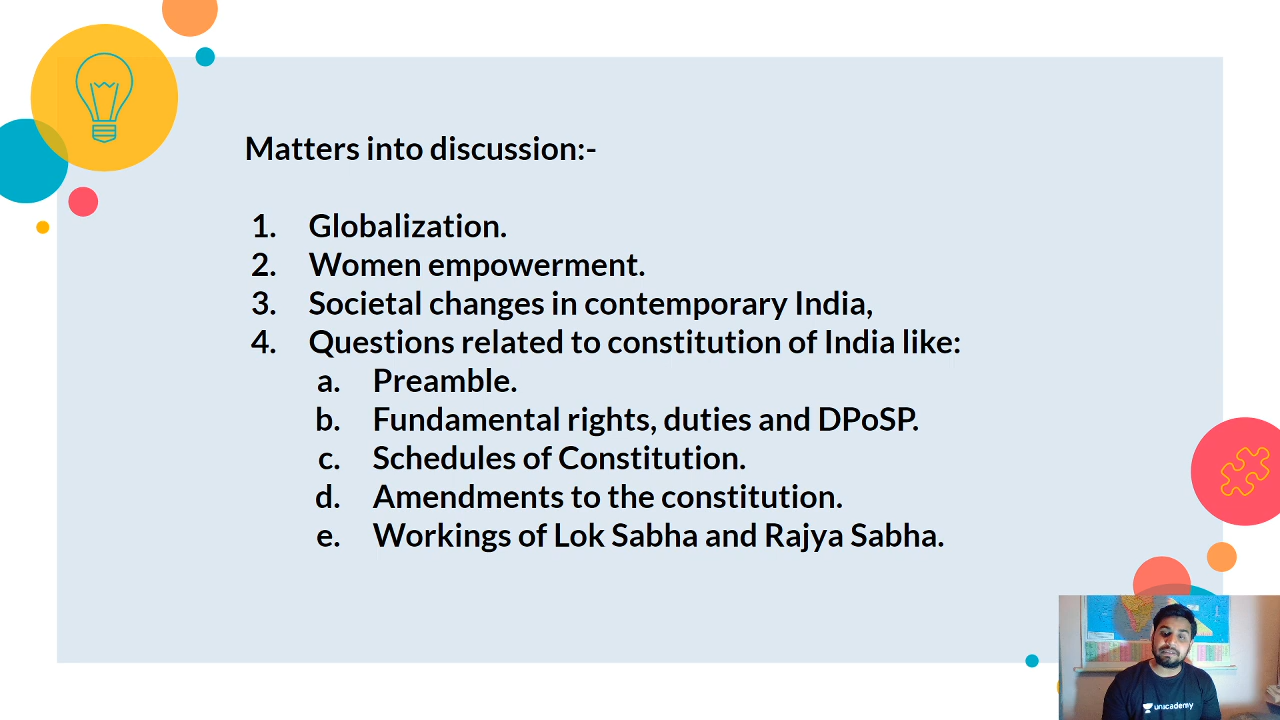 Matters into discussion:-
1. Globalization.
2. Women empowerment.
3. Societal changes in contemporary India,
4. Questions related to constitution of India like:
a. Preamble.
b. Fundamental rights, duties and DPoSP.
c. Schedules of Constitution.
d. Amendments to the constitution.
e. Workings of Lok Sabha and Rajya Sabha.
unacademy